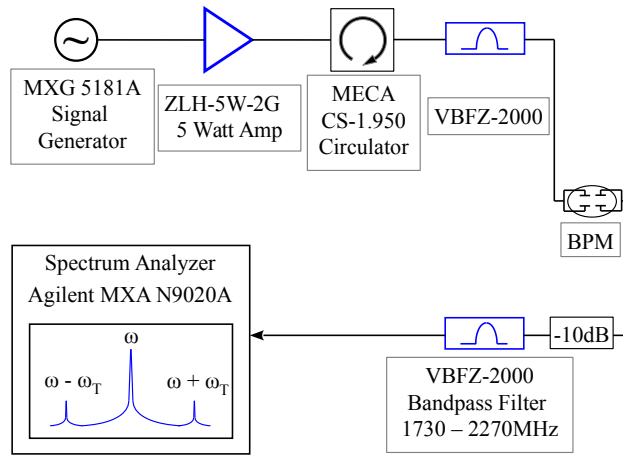 MXG 5181A
Signal
Generator
ZLH-5W-2G
5 Watt Amp
MECA
CS-1.950
Circulator
VBFZ-2000
BPM
Spectrum Analyzer
Agilent MXA N9020A
ω
ω - ωT
ω + ωT
-10dB
VBFZ-2000
Bandpass Filter
1730 – 2270MHz